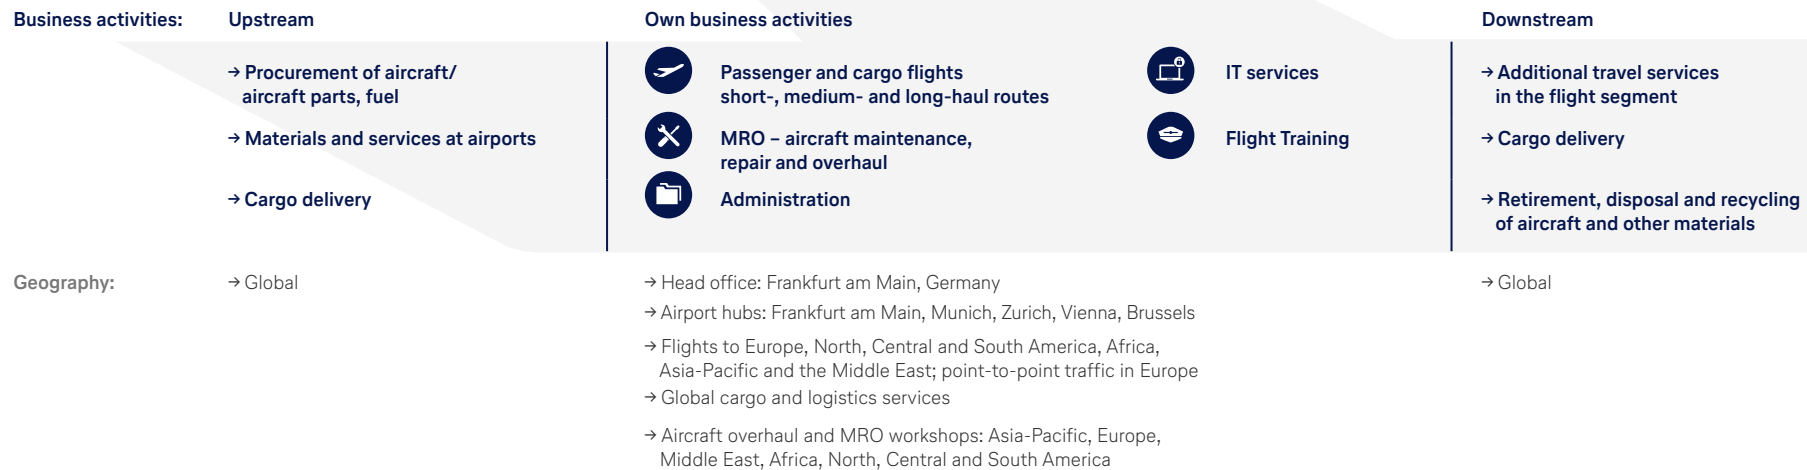 Business activities:
Upstream
Own business activities
Downstream
→ Procurement of aircraft/
aircraft parts, fuel
→ Materials and services at airports
→ Cargo delivery
Passenger and cargo flights
short-, medium- and long-haul routes
MRO – aircraft maintenance,
repair and overhaul
Administration
IT services
Flight Training
→ Additional travel services
in the flight segment
→ Cargo delivery
→ Retirement, disposal and recycling
of aircraft and other materials
Geography:
→ Global
→ Head office: Frankfurt am Main, Germany
→ Airport hubs: Frankfurt am Main, Munich, Zurich, Vienna, Brussels
→ Flights to Europe, North, Central and South America, Africa,
Asia-Pacific and the Middle East; point-to-point traffic in Europe
→ Global cargo and logistics services
→ Aircraft overhaul and MRO workshops: Asia-Pacific, Europe,
Middle East, Africa, North, Central and South America
→ Global